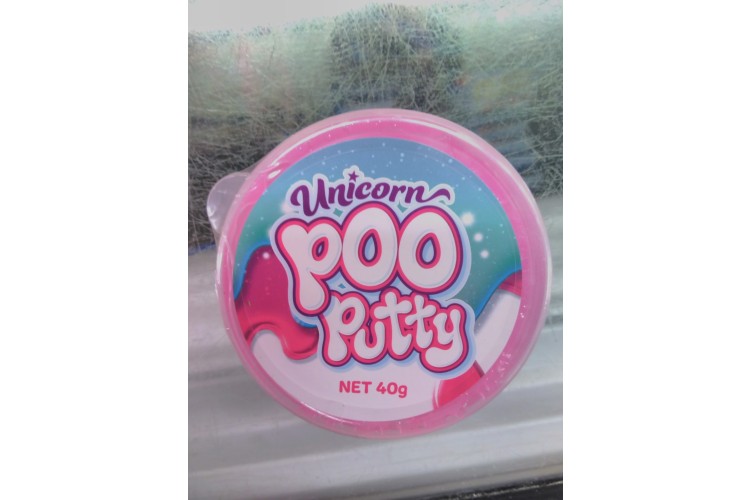 Unicorn
POO
Putty
NET 40g